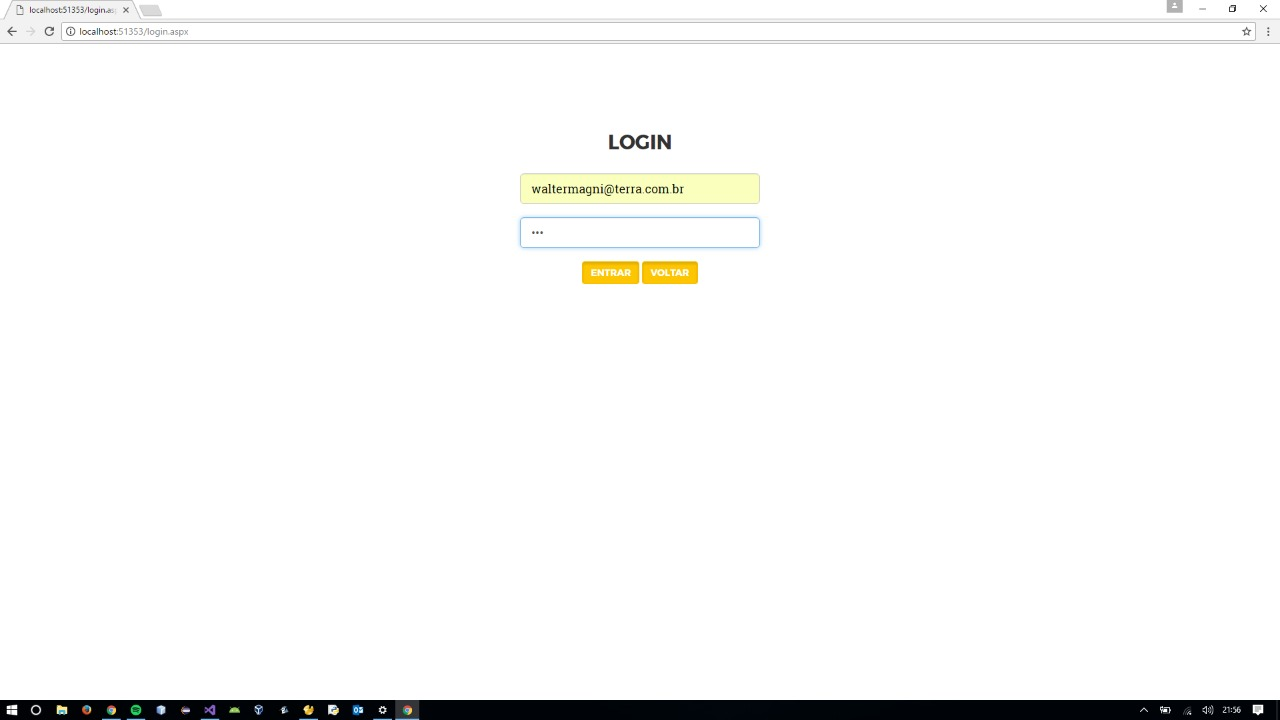 localhost:51353/login.asp
localhost:51353/login.aspx
LOGIN
waltermagni@terra.com.br
•••
ENTRAR VOLTAR
21:56